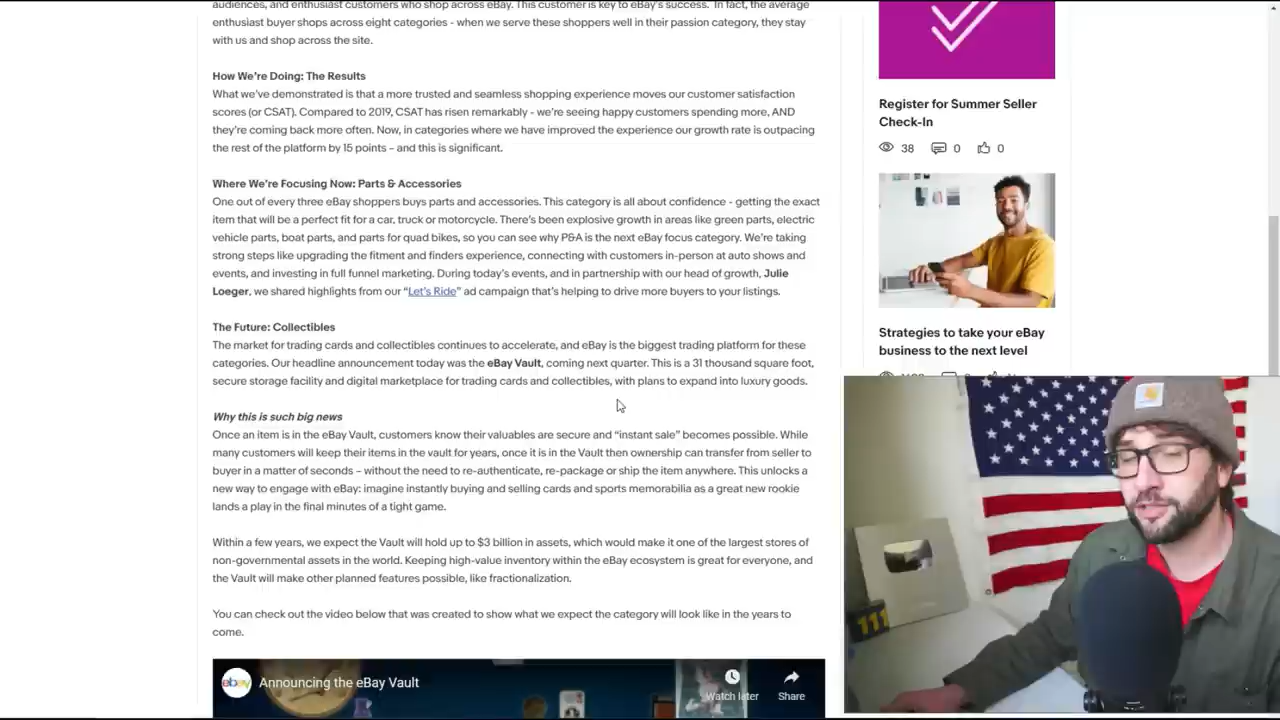 audiences, and enthusiast customers who shop across eBay. This customer is key to eBay's success. In fact, the average
enthusiast buyer shops across eight categories - when we serve these shoppers well in their passion category, they stay
with us and shop across the site.
How We're Doing: The Results
What we've demonstrated is that a more trusted and seamless shopping experience moves our customer satisfaction
scores (or CSAT). Compared to 2019, CSAT has risen remarkably - we're seeing happy customers spending more, AND
they're coming back more often. Now, in categories where we have improved the experience our growth rate is outpacing
the rest of the platform by 15 points – and this is significant.
Where We're Focusing Now: Parts & Accessories
One out of every three eBay shoppers buys parts and accessories. This category is all about confidence - getting the exact
item that will be a perfect fit for a car, truck or motorcycle. There's been explosive growth in areas like green parts, electric
vehicle parts, boat parts, and parts for quad bikes, so you can see why P&A is the next eBay focus category. We're taking
strong steps like upgrading the fitment and finders experience, connecting with customers in-person at auto shows and
events, and investing in full funnel marketing. During today's events, and in partnership with our head of growth, Julie
Loeger, we shared highlights from our "Let's Ride" ad campaign that's helping to drive more buyers to your listings.
The Future: Collectibles
The market for trading cards and collectibles continues to accelerate, and eBay is the biggest trading platform for these
categories. Our headline announcement today was the eBay Vault, coming next quarter. This is a 31 thousand square foot,
secure storage facility and digital marketplace for trading cards and collectibles, with plans to expand into luxury goods.
Why this is such big news
Once an item is in the eBay Vault, customers know their valuables are secure and "instant sale" becomes possible. While
many customers will keep their items in the vault for years, once it is in the Vault then ownership can transfer from seller to
buyer in a matter of seconds – without the need to re-authenticate, re-package or ship the item anywhere. This unlocks a
new way to engage with eBay: imagine instantly buying and selling cards and sports memorabilia as a great new rookie
lands a play in the final minutes of a tight game.
Within a few years, we expect the Vault will hold up to $3 billion in assets, which would make it one of the largest stores of
non-governmental assets in the world. Keeping high-value inventory within the eBay ecosystem is great for everyone, and
the Vault will make other planned features possible, like fractionalization.
You can check out the video below that was created to show what we expect the category will look like in the years to
come.
ebay
Announcing the eBay Vault
Watch later
Share
Register for Summer Seller
Check-In
38 0 0
Strategies to take your eBay
business to the next level
111